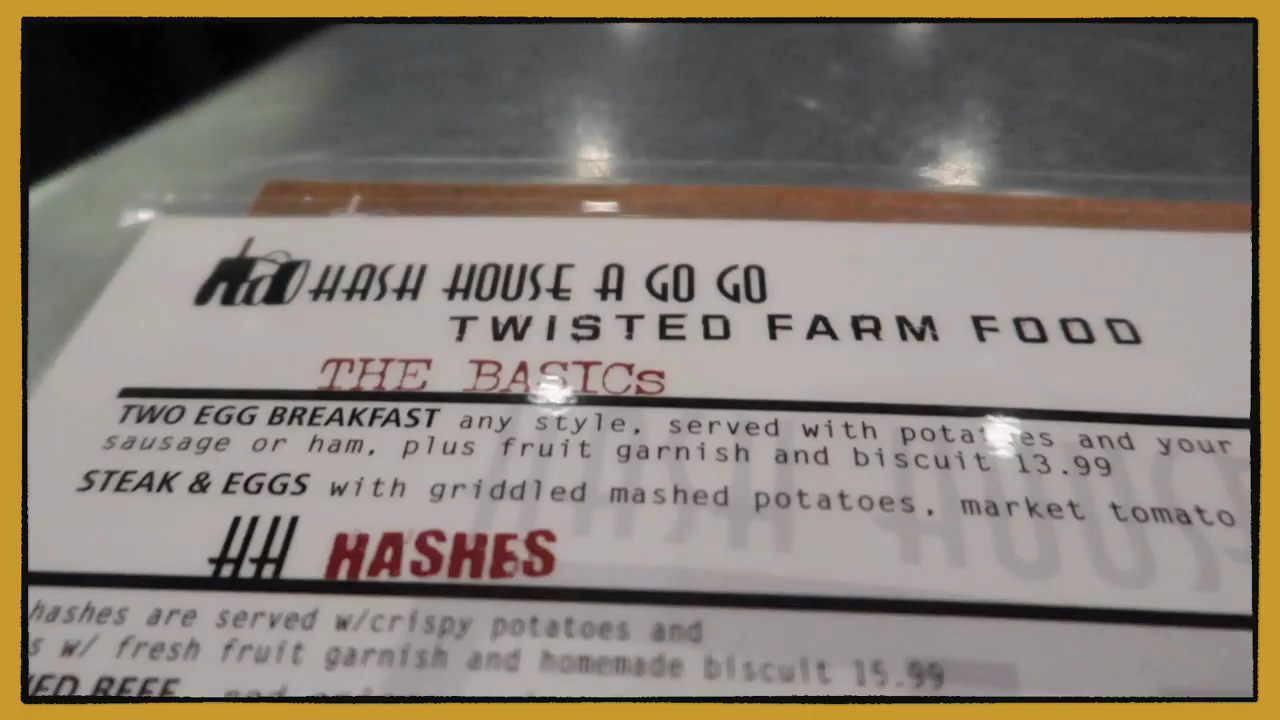 HASH HOUSE A GO GO
TWISTED FARM FOOD
THE BASICs
TWO EGG BREAKFAST any style, served with potatoes and your
sausage or ham, plus fruit garnish and biscuit 13.99
STEAK & EGGS with griddled mashed potatoes, market tomato
HH HASHES
hashes are served w/crispy potatoes and
w/ fresh fruit garnish and homemade biscuit 15.99
BEEF